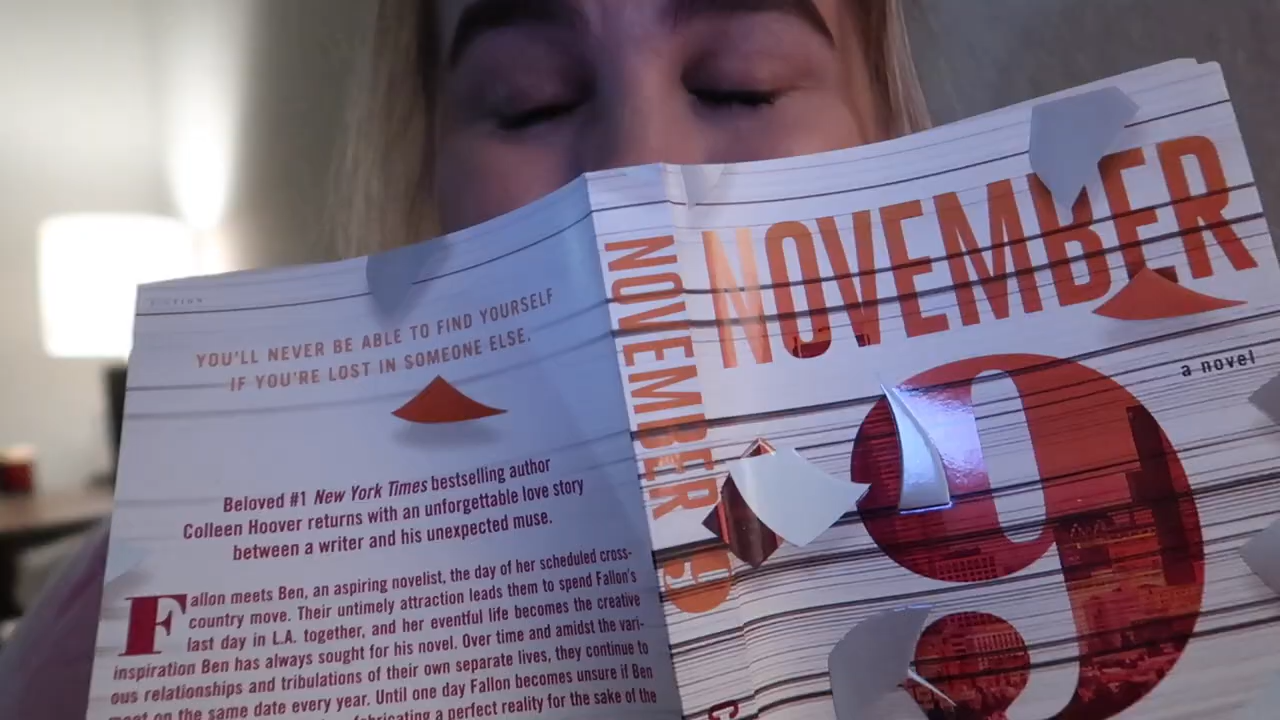 FICTION
YOU'LL NEVER BE ABLE TO FIND YOURSELF
IF YOU'RE LOST IN SOMEONE ELSE.
Beloved #1 New York Times bestselling author
Colleen Hoover returns with an unforgettable love story
between a writer and his unexpected muse.
Fallon meets Ben, an aspiring novelist, the day of her scheduled cross-
country move. Their untimely attraction leads them to spend Fallon's
last day in L.A. together, and her eventful life becomes the creative
inspiration Ben has always sought for his novel. Over time and amidst the vari-
ous relationships and tribulations of their own separate lives, they continue to
meet on the same date every year. Until one day Fallon becomes unsure if Ben
fabricating a perfect reality for the sake of the
NOVEMBER 9
C
NOVEMBER
9
a novel